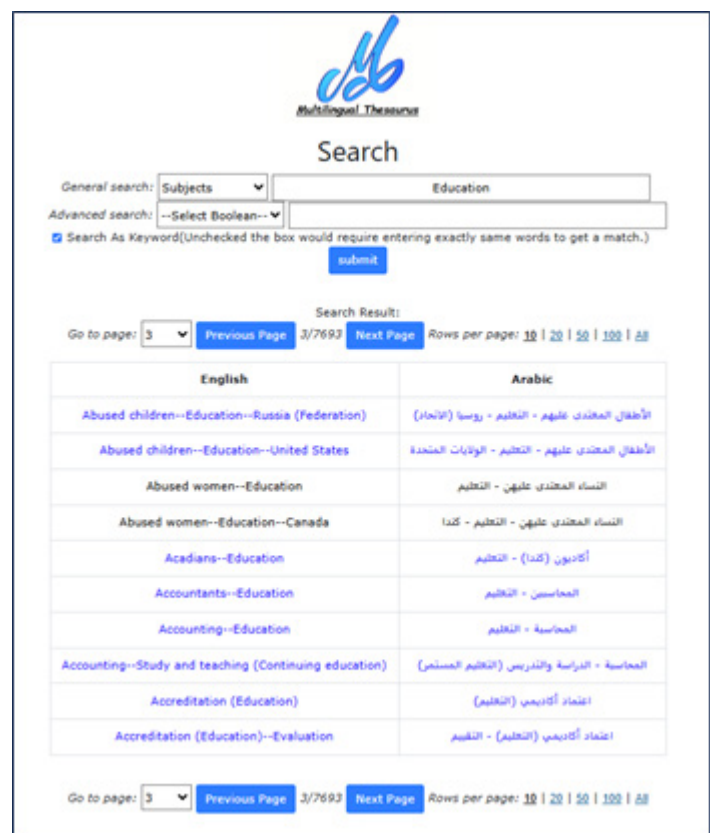 Multilingual Thesaurus
Search
General search: Subjects Education
Advanced search: --Select Boolean--
Search As Keyword(Unchecked the box would require entering exactly same words to get a match.)
submit
Search Result:
Go to page: 3 Previous Page 3/7693 Next Page Rows per page: 10 | 20 | 50 | 100 | All
English Arabic
Abused children--Education--Russia (Federation) الأطفال المعتدى عليهم - التعليم - روسيا (الاتحاد)
Abused children--Education--United States الأطفال المعتدى عليهم - التعليم - الولايات المتحدة
Abused women--Education النساء المعتدى عليهن - التعليم
Abused women--Education--Canada النساء المعتدى عليهن - التعليم - كندا
Acadians--Education أكاديون (كندا) - التعليم
Accountants--Education المحاسبين - التعليم
Accounting--Education المحاسبة - التعليم
Accounting--Study and teaching (Continuing education) المحاسبة - الدراسة والتدريس (التعليم المستمر)
Accreditation (Education) اعتماد أكاديمي (التعليم)
Accreditation (Education)--Evaluation اعتماد أكاديمي (التعليم) - التقييم
Go to page: 3 Previous Page 3/7693 Next Page Rows per page: 10 | 20 | 50 | 100 | All